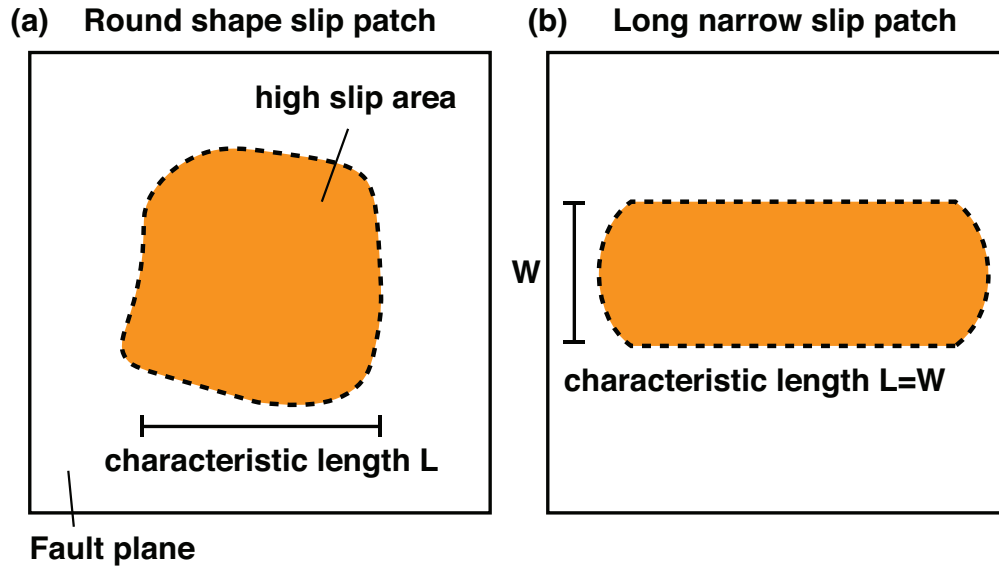 (a) Round shape slip patch
high slip area
characteristic length L
Fault plane
(b) Long narrow slip patch
W
characteristic length L=W